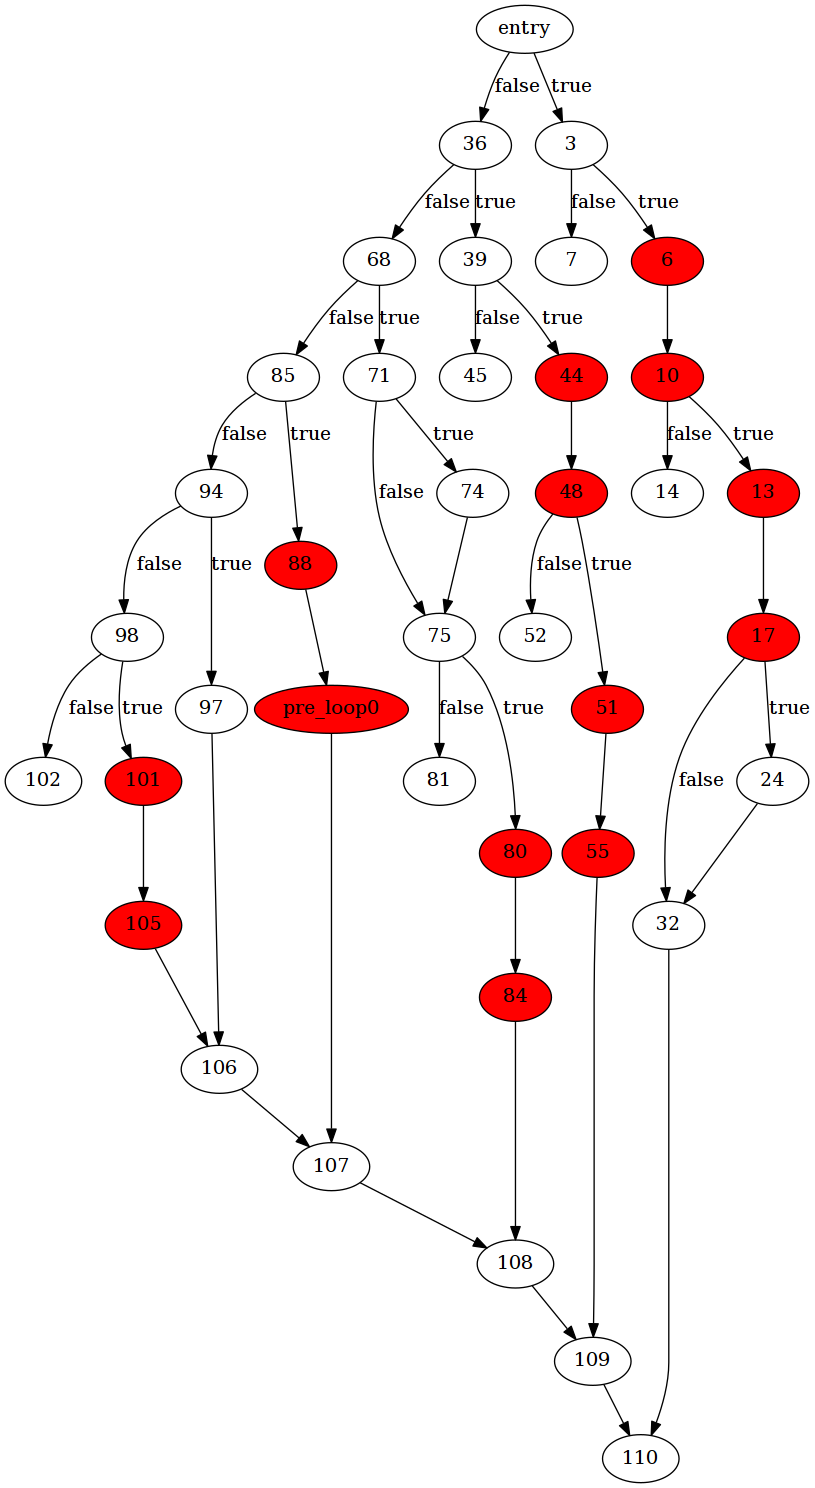 entry
false
true
36
3
false
true
false
true
68
39
7
6
false
true
false
true
85
71
45
44
10
false
true
false
true
false
true
94
74
48
14
13
false
true
88
false
true
98
75
52
17
false
true
97
pre_loop0
false
true
51
false
true
102
101
81
24
80
55
105
32
84
106
107
108
109
110